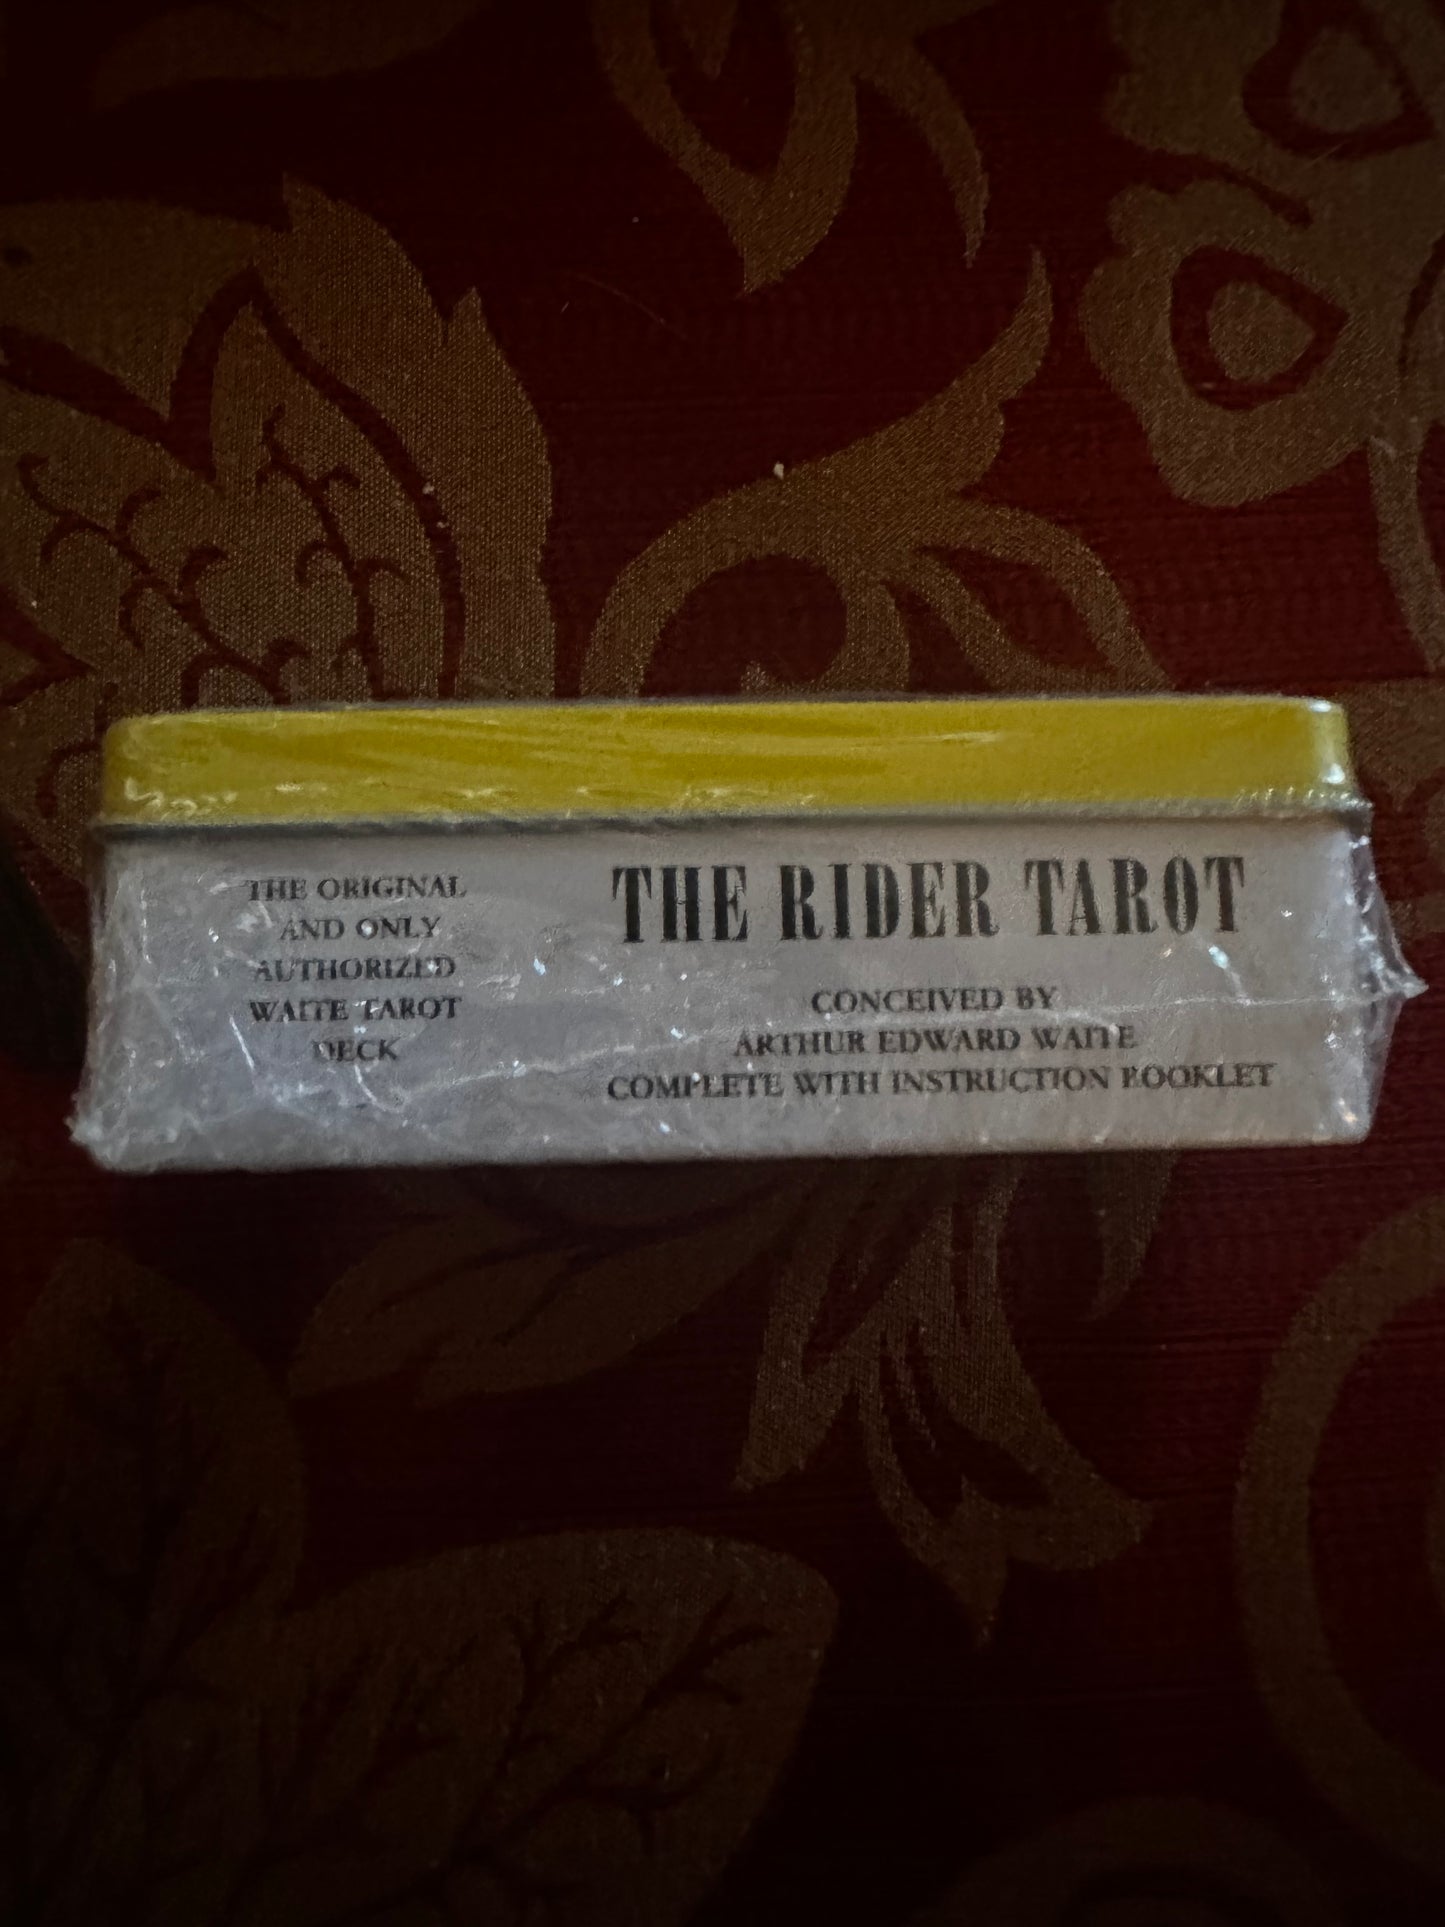 THE ORIGINAL
AND ONLY
AUTHORIZED
WAITE TAROT
DECK
THE RIDER TAROT
CONCEIVED BY
ARTHUR EDWARD WAITE
COMPLETE WITH INSTRUCTION BOOKLET